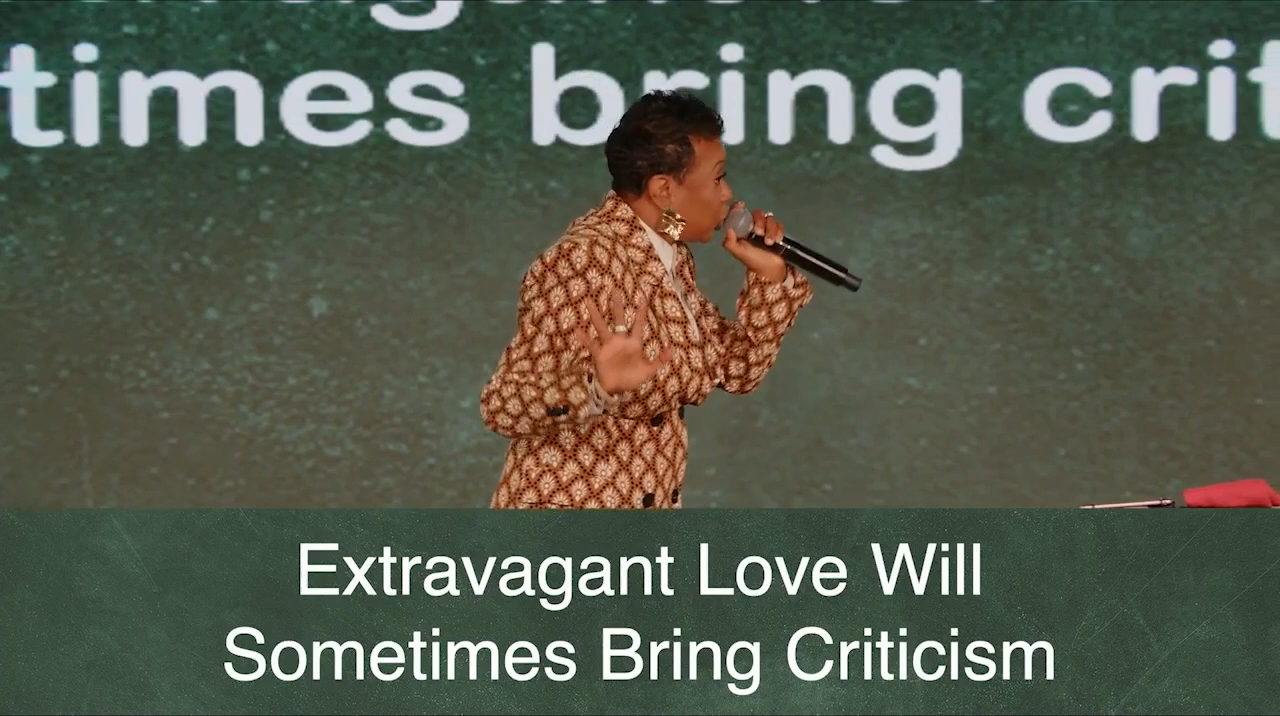 times bring crit
Extravagant Love Will
Sometimes Bring Criticism